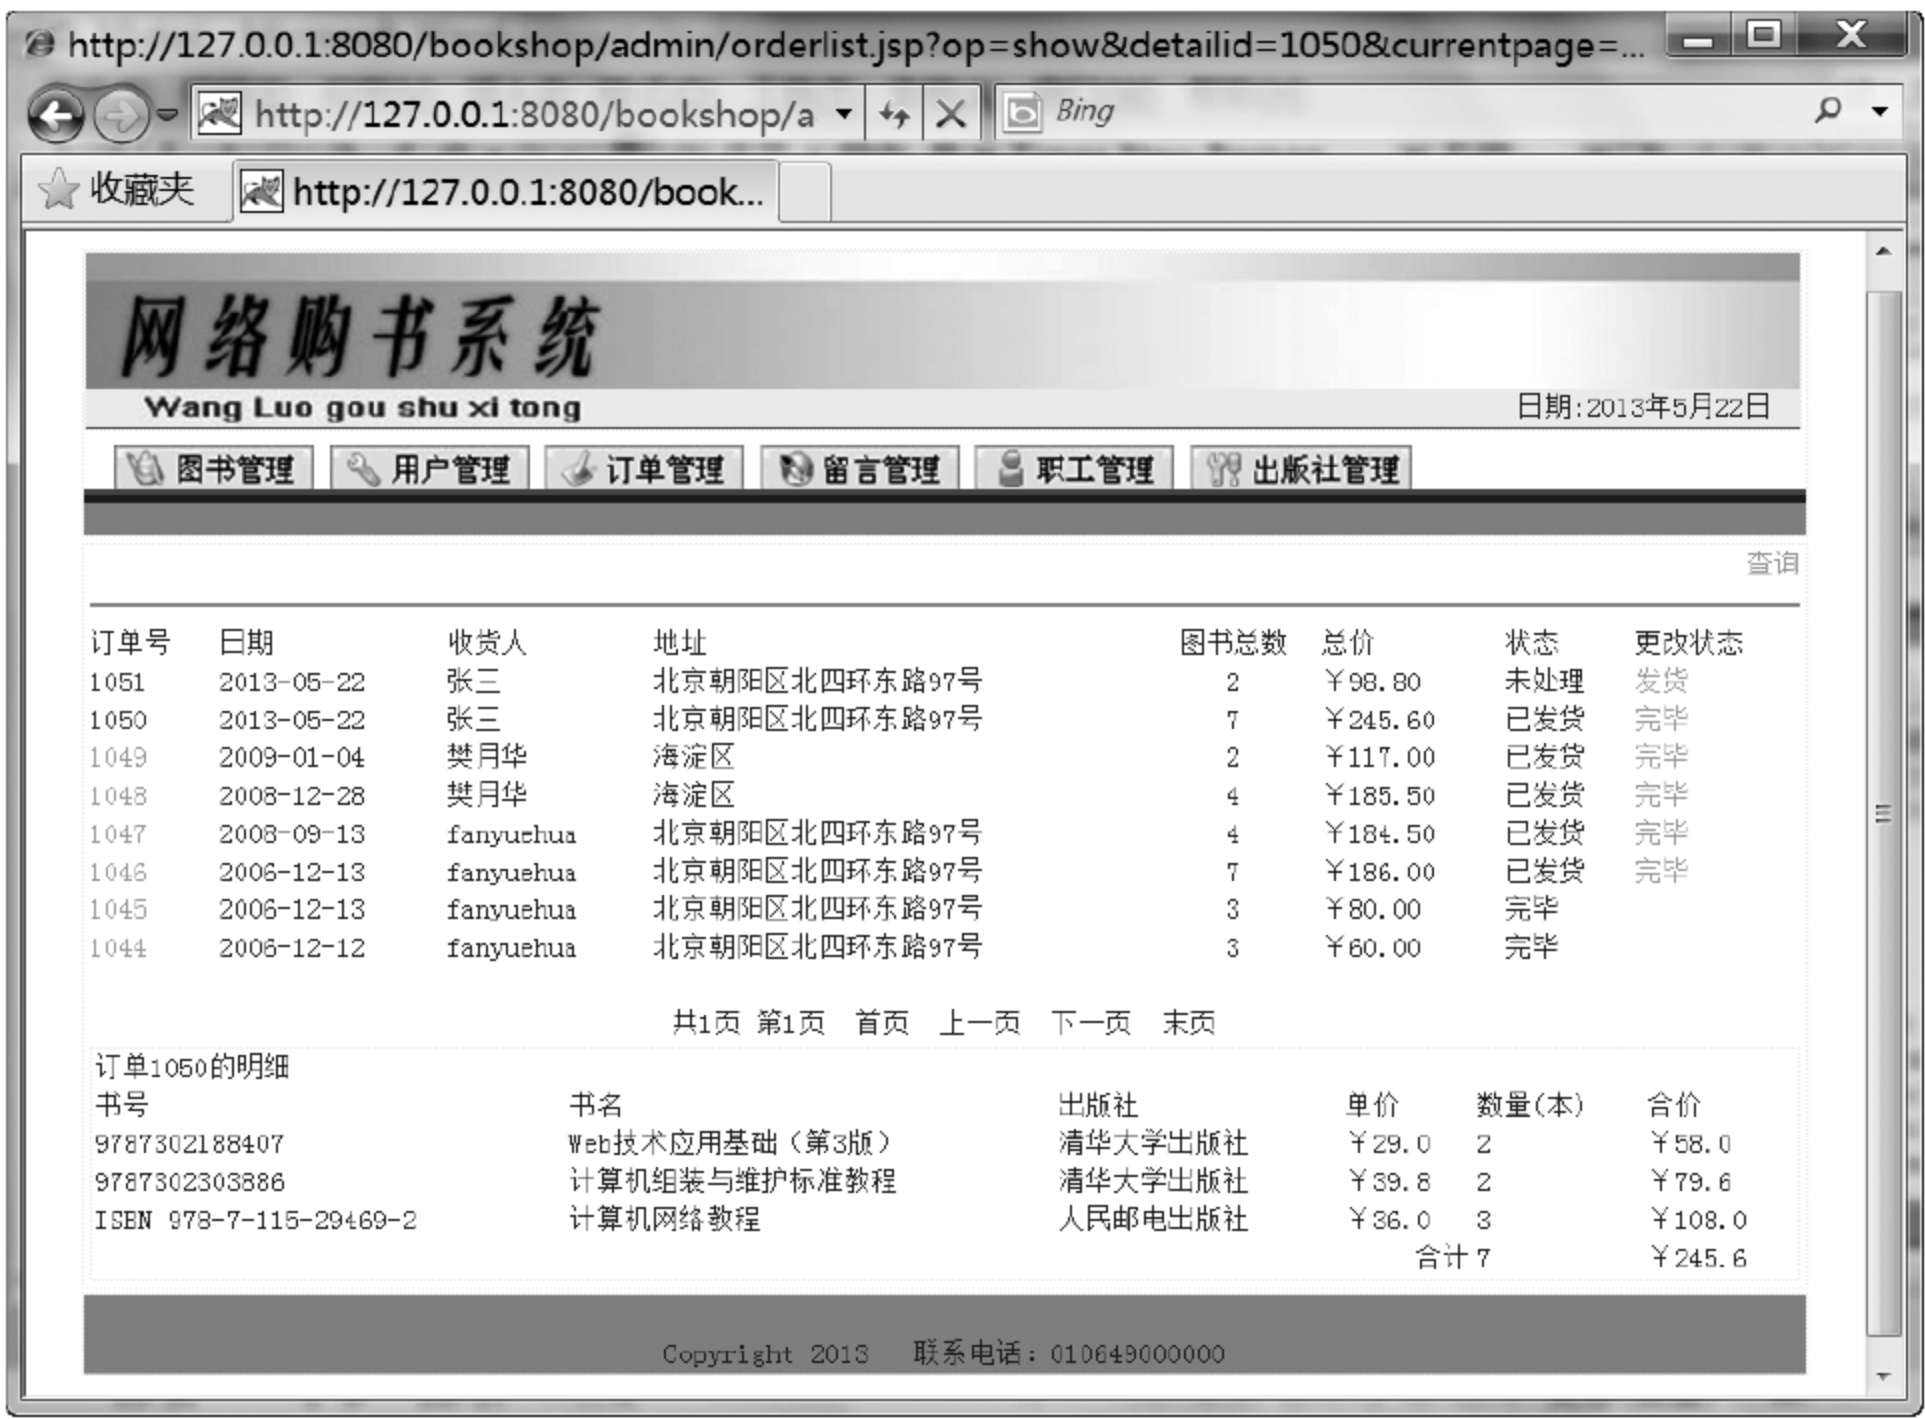 http://127.0.0.1:8080/bookshop/admin/orderlist.jsp?op=show&detailid=1050&currentpage=...
http://127.0.0.1:8080/bookshop/a Bing
收藏夹 http://127.0.0.1:8080/book...
网络购书系统
Wang Luo gou shu xi tong 日期:2013年5月22日
图书管理 用户管理 订单管理 留言管理 职工管理 出版社管理
查询
订单号 日期 收货人 地址 图书总数 总价 状态 更改状态
1051 2013-05-22 张三 北京朝阳区北四环东路97号 2 ￥98.80 未处理 发货
1050 2013-05-22 张三 北京朝阳区北四环东路97号 7 ￥245.60 已发货 完毕
1049 2009-01-04 樊月华 海淀区 2 ￥117.00 已发货 完毕
1048 2008-12-28 樊月华 海淀区 4 ￥185.50 已发货 完毕
1047 2008-09-13 fanyuehua 北京朝阳区北四环东路97号 4 ￥184.50 已发货 完毕
1046 2006-12-13 fanyuehua 北京朝阳区北四环东路97号 7 ￥186.00 已发货 完毕
1045 2006-12-13 fanyuehua 北京朝阳区北四环东路97号 3 ￥80.00 完毕
1044 2006-12-12 fanyuehua 北京朝阳区北四环东路97号 3 ￥60.00 完毕
共1页 第1页 首页 上一页 下一页 末页
订单1050的明细
书号 书名 出版社 单价 数量(本) 合价
9787302188407 Web技术应用基础（第3版） 清华大学出版社 ￥29.0 2 ￥58.0
9787302303886 计算机组装与维护标准教程 清华大学出版社 ￥39.8 2 ￥79.6
ISBN 978-7-115-29469-2 计算机网络教程 人民邮电出版社 ￥36.0 3 ￥108.0
合计 7 ￥245.6
Copyright 2013 联系电话：010649000000